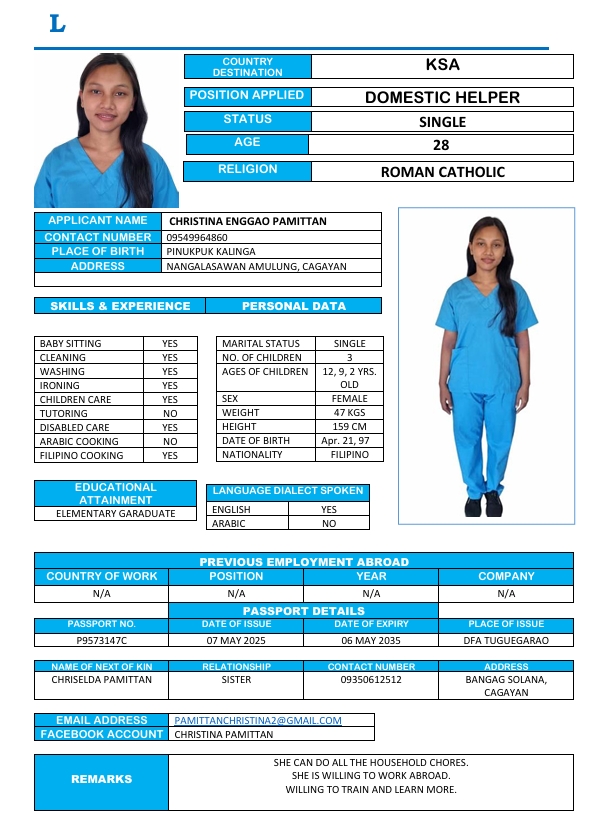 L
COUNTRY DESTINATION KSA
POSITION APPLIED DOMESTIC HELPER
STATUS SINGLE
AGE 28
RELIGION ROMAN CATHOLIC
APPLICANT NAME CHRISTINA ENGGAO PAMITTAN
CONTACT NUMBER 09549964860
PLACE OF BIRTH PINUKPUK KALINGA
ADDRESS NANGALASAWAN AMULUNG, CAGAYAN
SKILLS & EXPERIENCE PERSONAL DATA
BABY SITTING YES
CLEANING YES
WASHING YES
IRONING YES
CHILDREN CARE YES
TUTORING NO
DISABLED CARE YES
ARABIC COOKING NO
FILIPINO COOKING YES
MARITAL STATUS SINGLE
NO. OF CHILDREN 3
AGES OF CHILDREN 12, 9, 2 YRS. OLD
SEX FEMALE
WEIGHT 47 KGS
HEIGHT 159 CM
DATE OF BIRTH Apr. 21, 97
NATIONALITY FILIPINO
EDUCATIONAL
ATTAINMENT
ELEMENTARY GARADUATE
LANGUAGE DIALECT SPOKEN
ENGLISH YES
ARABIC NO
PREVIOUS EMPLOYMENT ABROAD
COUNTRY OF WORK POSITION YEAR COMPANY
N/A N/A N/A N/A
PASSPORT DETAILS
PASSPORT NO. DATE OF ISSUE DATE OF EXPIRY PLACE OF ISSUE
P9573147C 07 MAY 2025 06 MAY 2035 DFA TUGUEGARAO
NAME OF NEXT OF KIN RELATIONSHIP CONTACT NUMBER ADDRESS
CHRISELDA PAMITTAN SISTER 09350612512 BANGAG SOLANA,
CAGAYAN
EMAIL ADDRESS PAMITTANCHRISTINA2@GMAIL.COM
FACEBOOK ACCOUNT CHRISTINA PAMITTAN
REMARKS
SHE CAN DO ALL THE HOUSEHOLD CHORES.
SHE IS WILLING TO WORK ABROAD.
WILLING TO TRAIN AND LEARN MORE.